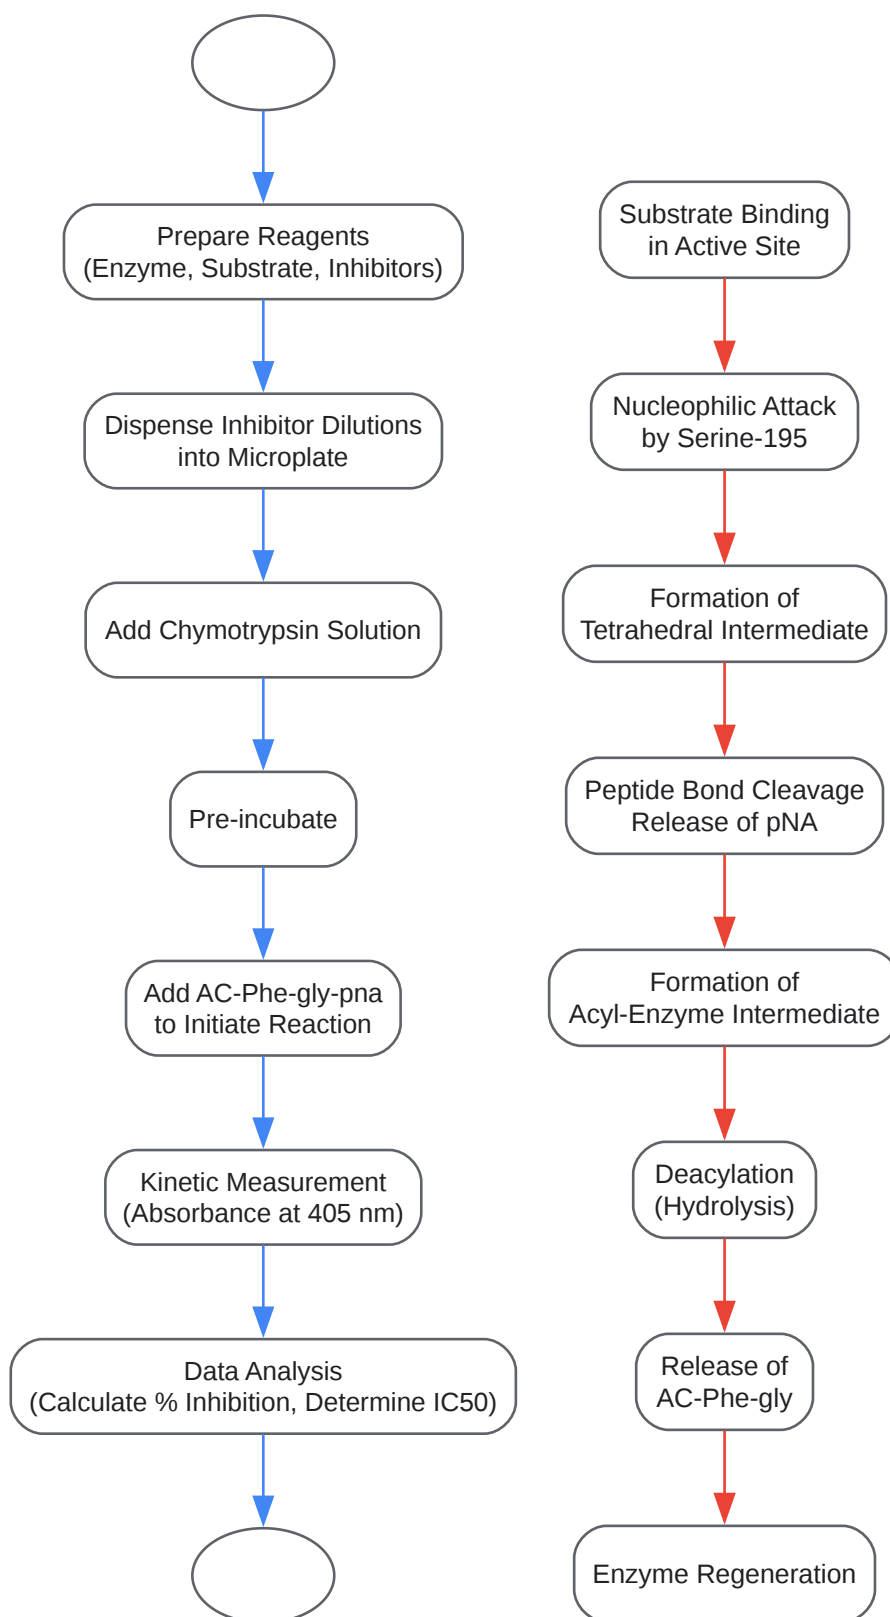 Prepare Reagents
(Enzyme, Substrate, Inhibitors)
Dispense Inhibitor Dilutions
into Microplate
Add Chymotrypsin Solution
Pre-incubate
Add AC-Phe-gly-pna
to Initiate Reaction
Kinetic Measurement
(Absorbance at 405 nm)
Data Analysis
(Calculate % Inhibition, Determine IC50)
Substrate Binding
in Active Site
Nucleophilic Attack
by Serine-195
Formation of
Tetrahedral Intermediate
Peptide Bond Cleavage
Release of pNA
Formation of
Acyl-Enzyme Intermediate
Deacylation
(Hydrolysis)
Release of
AC-Phe-gly
Enzyme Regeneration